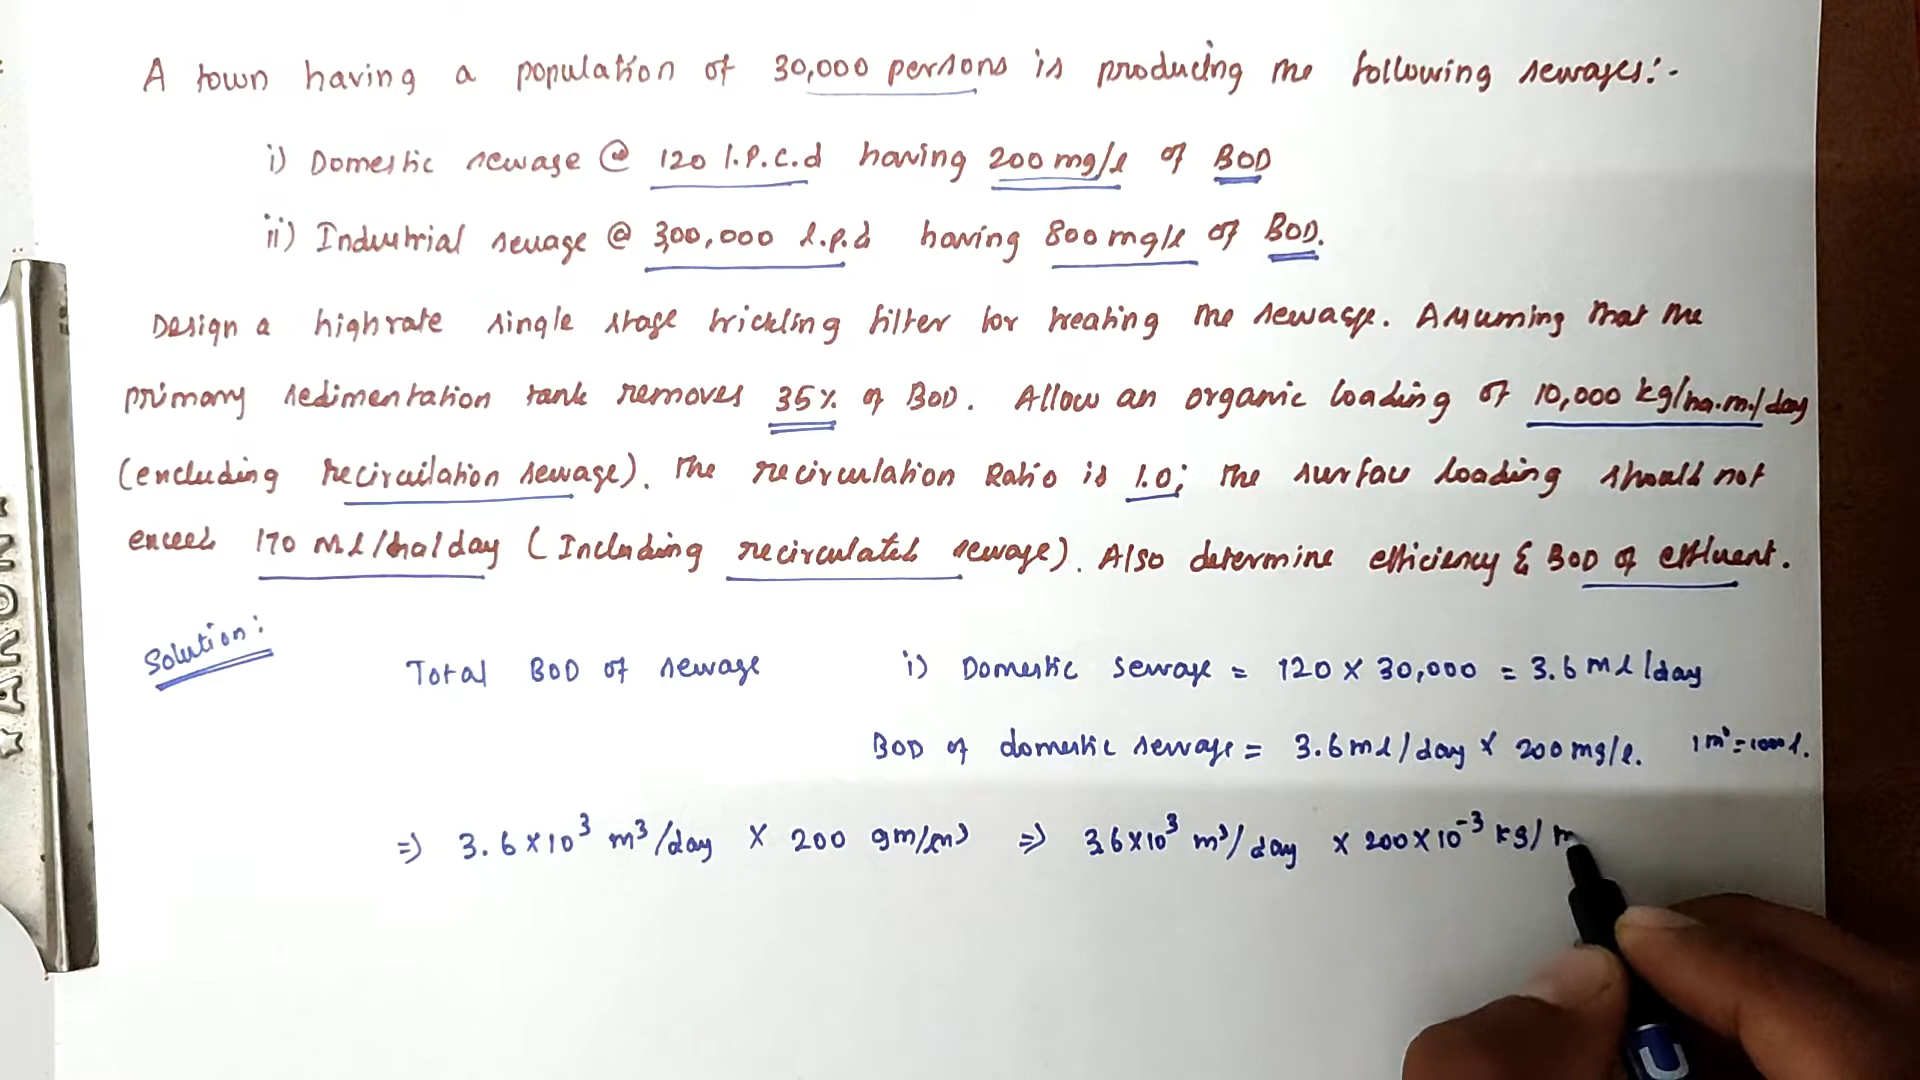 A town having a population of 30,000 persons is producing the following sewages:-
i) Domestic sewage @ 120 l.p.c.d having 200 mg/l of BOD
ii) Industrial sewage @ 300,000 l.p.d having 800 mg/l of BOD.
Design a high rate single stage trickling filter for treating the sewage. Assuming that the
primary sedimentation tank removes 35% of BOD. Allow an organic loading of 10,000 kg/ha.m./day
(excluding recirculation sewage). The recirculation Ratio is 1.0; The surface loading should not
exceed 170 Ml/ha/day (Including recirculated sewage). Also determine efficiency & BOD of effluent.
Solution:
Total BOD of sewage i) Domestic sewage = 120 × 30,000 = 3.6 Ml/day
BOD of domestic sewage = 3.6 Ml/day × 200 mg/l. 1 m³ = 1000 l.
⇒ 3.6×10³ m³/day × 200 gm/m³ ⇒ 3.6×10³ m³/day × 200×10⁻³ kg/m
★AARON★